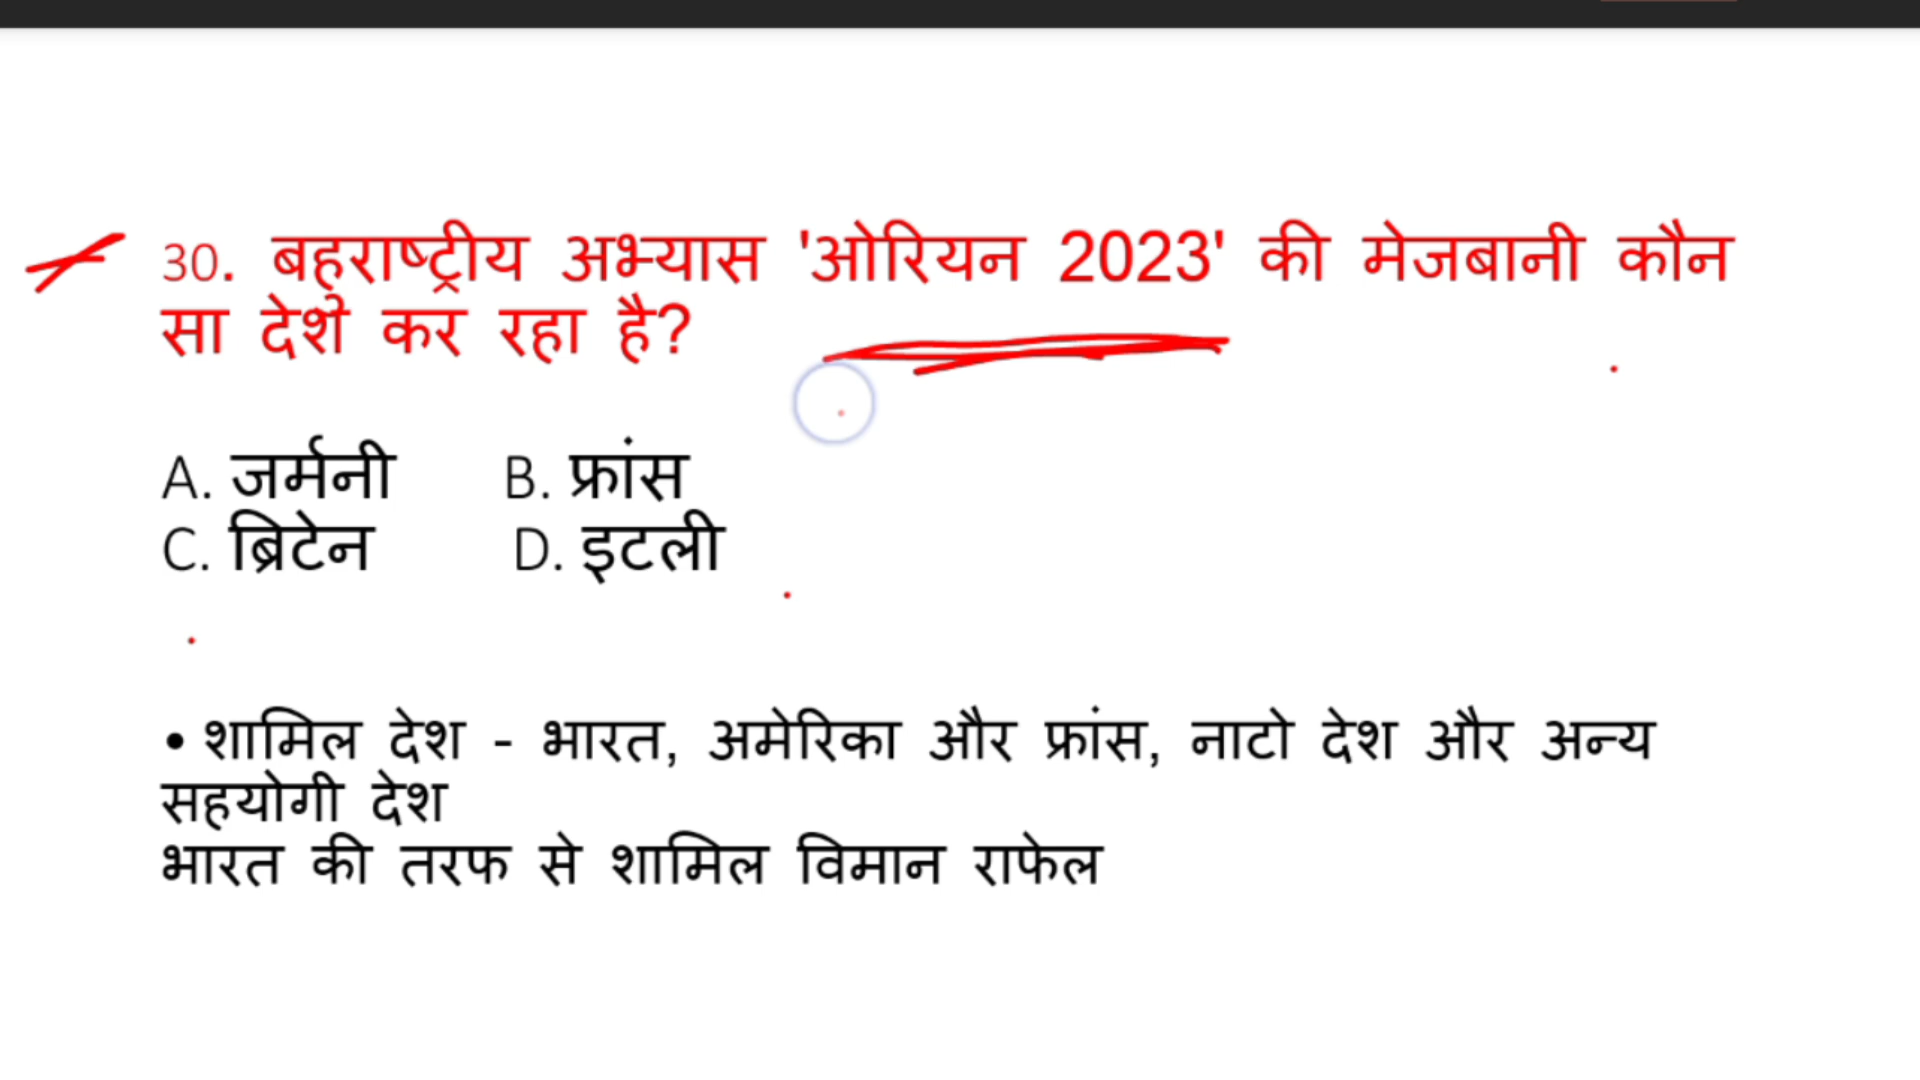 30. बहुराष्ट्रीय अभ्यास 'ओरियन 2023' की मेजबानी कौन
सा देश कर रहा है?
A. जर्मनी B. फ्रांस
C. ब्रिटेन D. इटली
• शामिल देश - भारत, अमेरिका और फ्रांस, नाटो देश और अन्य
सहयोगी देश
भारत की तरफ से शामिल विमान राफेल